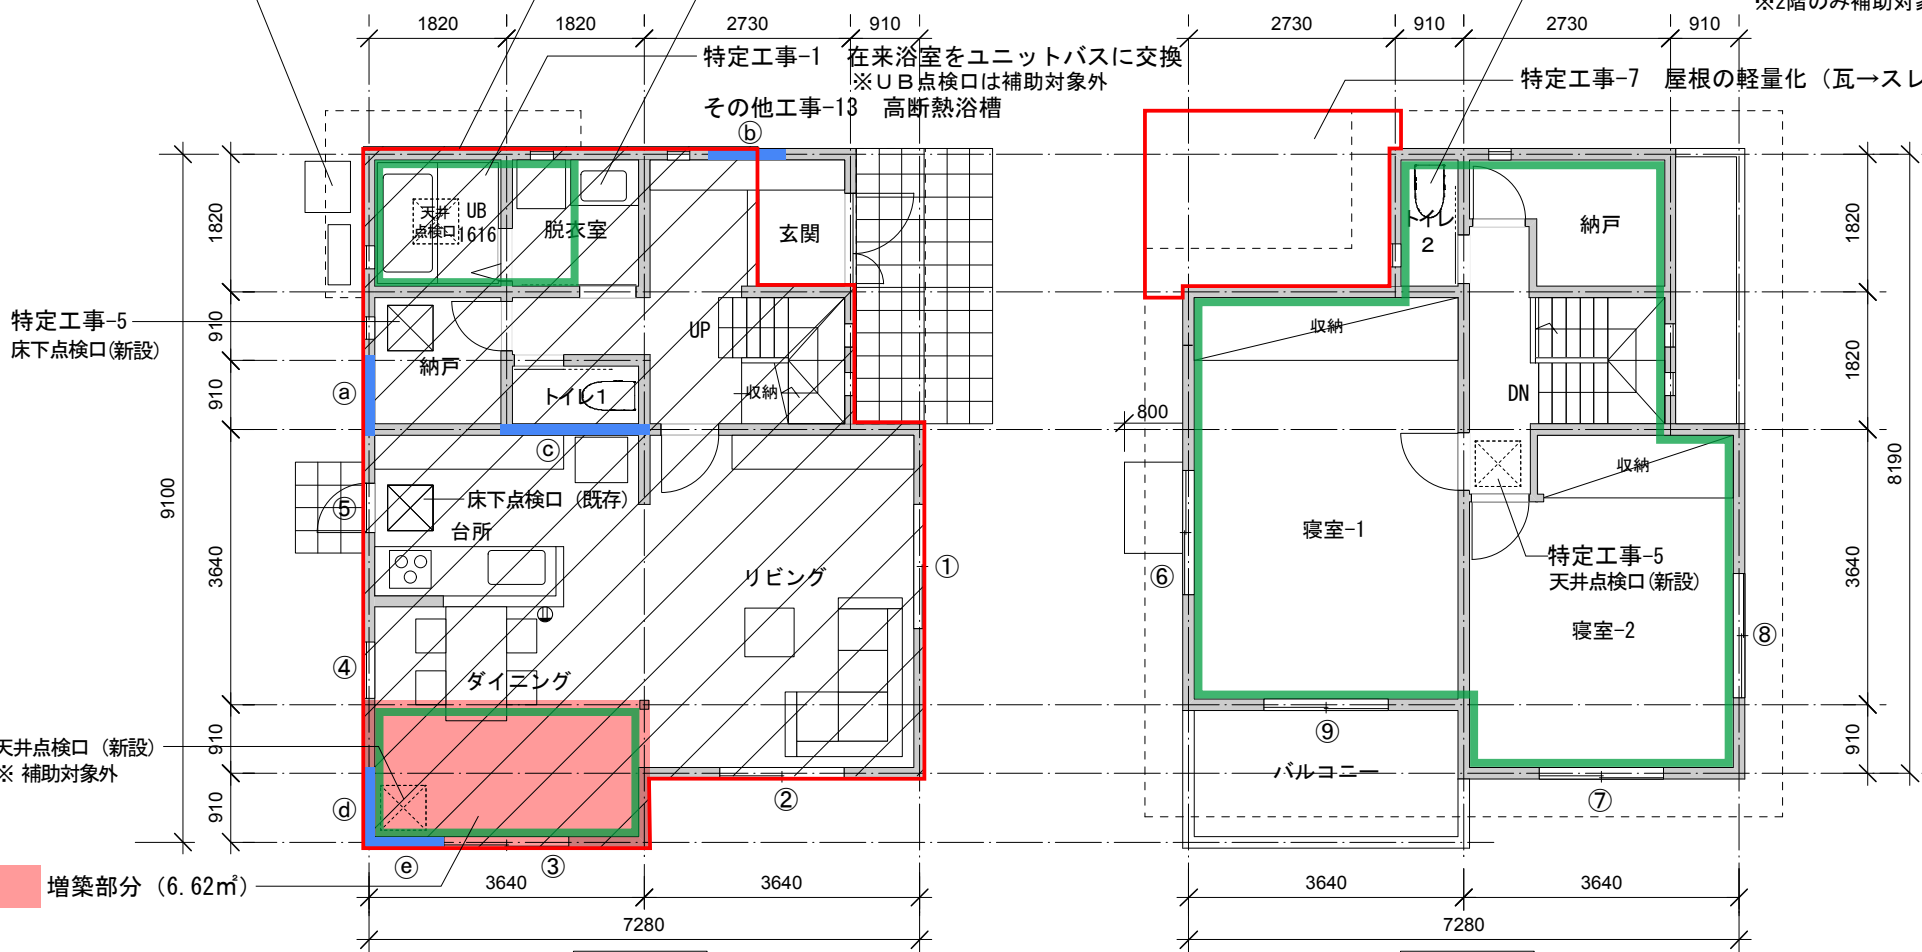 ※2階のみ補助対象
1820
1820
2730
910
2730
910
2730
910
特定工事-1 在来浴室をユニットバスに交換
※UB点検口は補助対象外
その他工事-13 高断熱浴槽
特定工事-7 屋根の軽量化（瓦→スレ
ⓑ
天井
点検口
UB
1616
脱衣室
玄関
トイレ
2
納戸
1820
910
910
3640
910
910
9100
特定工事-5
床下点検口(新設)
納戸
UP
収納
トイレ1
ⓐ
ⓒ
床下点検口（既存）
⑤
台所
リビング
①
④
ダイニング
天井点検口（新設）
※ 補助対象外
ⓓ
②
ⓔ
③
増築部分（6.62㎡）
3640
3640
7280
収納
DN
800
収納
寝室-1
特定工事-5
天井点検口(新設)
⑥
寝室-2
⑧
⑨
バルコニー
⑦
1820
1820
3640
910
8190
3640
3640
7280